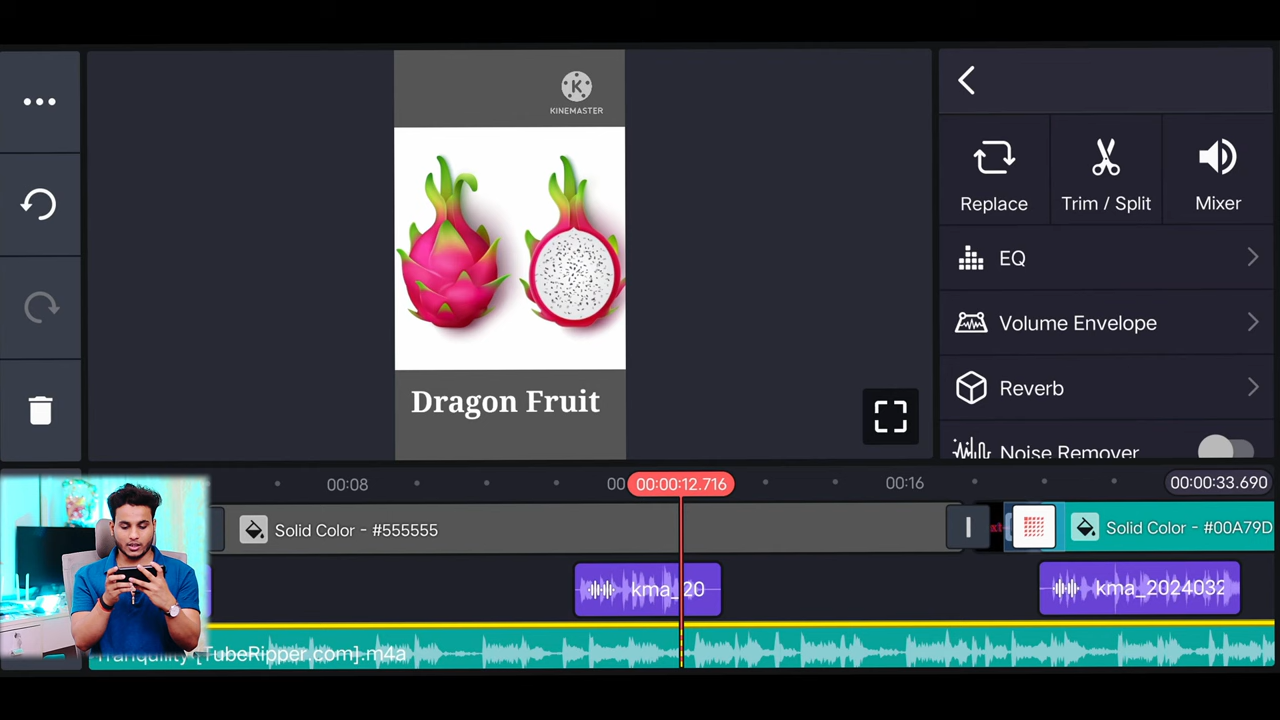 KINEMASTER
Dragon Fruit
Replace
Trim / Split
Mixer
EQ
Volume Envelope
Reverb
Noise Remover
00:08
00
00:00:12.716
00:16
00:00:33.690
Solid Color - #555555
Solid Color - #00A79D
kma_20
kma_2024032
Tranquility [TubeRipper.com].m4a